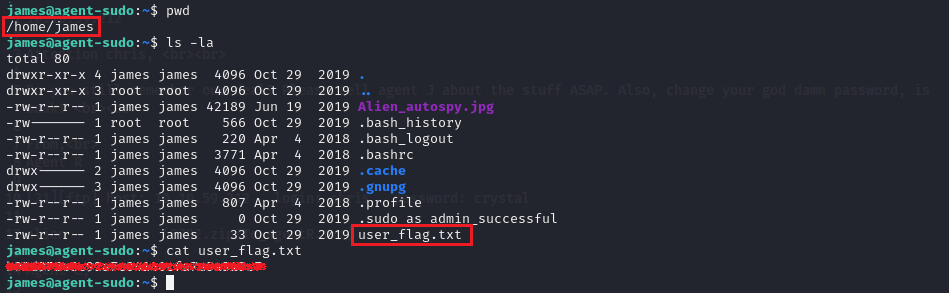 james@agent-sudo:~$ pwd
/home/james
james@agent-sudo:~$ ls -la
total 80
drwxr-xr-x 4 james james  4096 Oct 29  2019 .
drwxr-xr-x 3 root  root   4096 Oct 29  2019 ..
-rw-r--r-- 1 james james 42189 Jun 19  2019 Alien_autospy.jpg
-rw------- 1 root  root    566 Oct 29  2019 .bash_history
-rw-r--r-- 1 james james   220 Apr  4  2018 .bash_logout
-rw-r--r-- 1 james james  3771 Apr  4  2018 .bashrc
drwx------ 2 james james  4096 Oct 29  2019 .cache
drwx------ 3 james james  4096 Oct 29  2019 .gnupg
-rw-r--r-- 1 james james   807 Apr  4  2018 .profile
-rw-r--r-- 1 james james     0 Oct 29  2019 .sudo_as_admin_successful
-rw-r--r-- 1 james james    33 Oct 29  2019 user_flag.txt
james@agent-sudo:~$ cat user_flag.txt
james@agent-sudo:~$